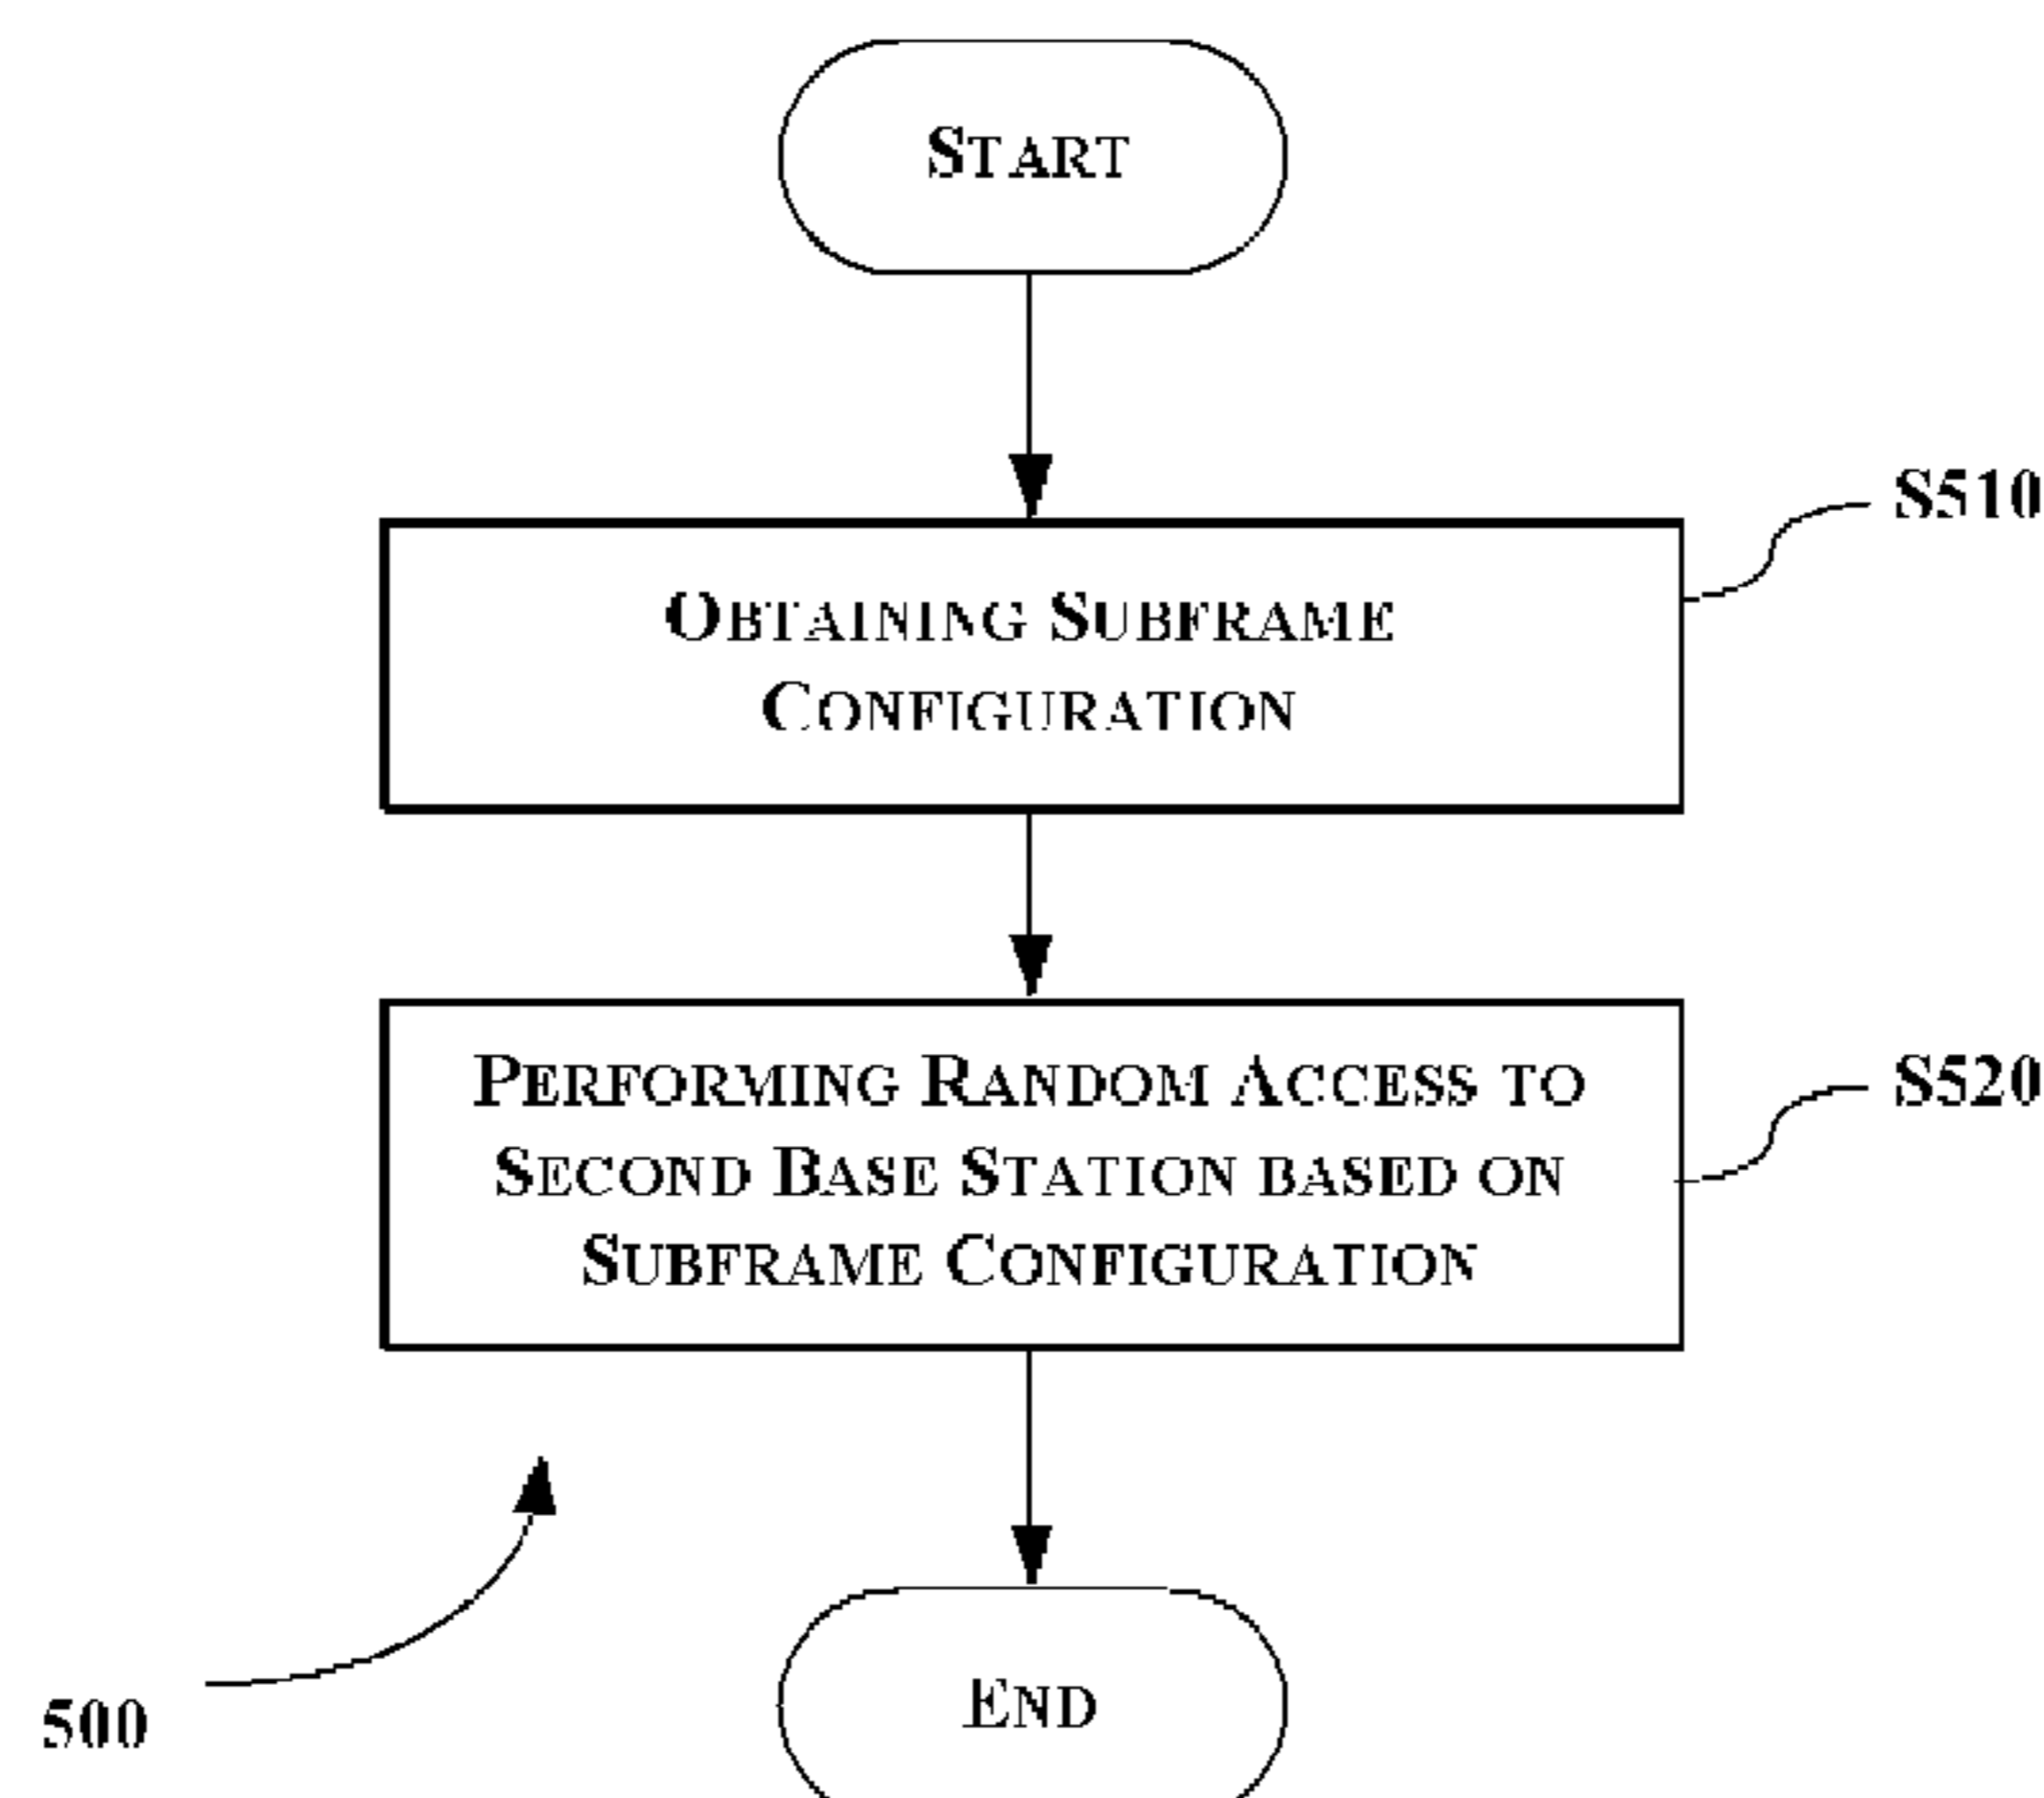 START
S510
OBTAINING SUBFRAME
CONFIGURATION
S520
PERFORMING RANDOM ACCESS TO
SECOND BASE STATION BASED ON
SUBFRAME CONFIGURATION
500
END